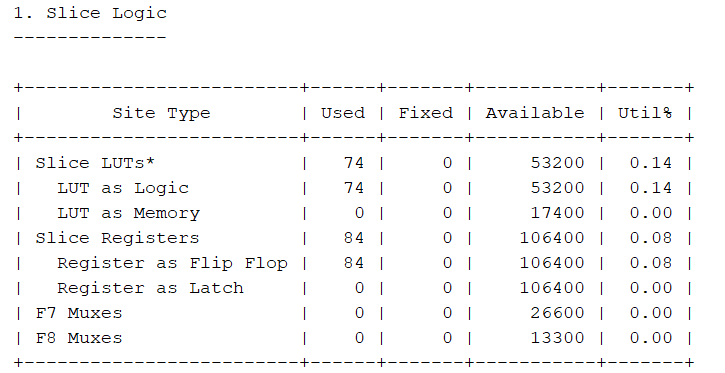 1. Slice Logic
--------------
+-------------------------+------+-------+-----------+-------+
|        Site Type        | Used | Fixed | Available | Util% |
+-------------------------+------+-------+-----------+-------+
| Slice LUTs*             |   74 |     0 |     53200 |  0.14 |
|   LUT as Logic          |   74 |     0 |     53200 |  0.14 |
|   LUT as Memory         |    0 |     0 |     17400 |  0.00 |
| Slice Registers         |   84 |     0 |    106400 |  0.08 |
|   Register as Flip Flop |   84 |     0 |    106400 |  0.08 |
|   Register as Latch     |    0 |     0 |    106400 |  0.00 |
| F7 Muxes                |    0 |     0 |     26600 |  0.00 |
| F8 Muxes                |    0 |     0 |     13300 |  0.00 |
+-------------------------+------+-------+-----------+-------+